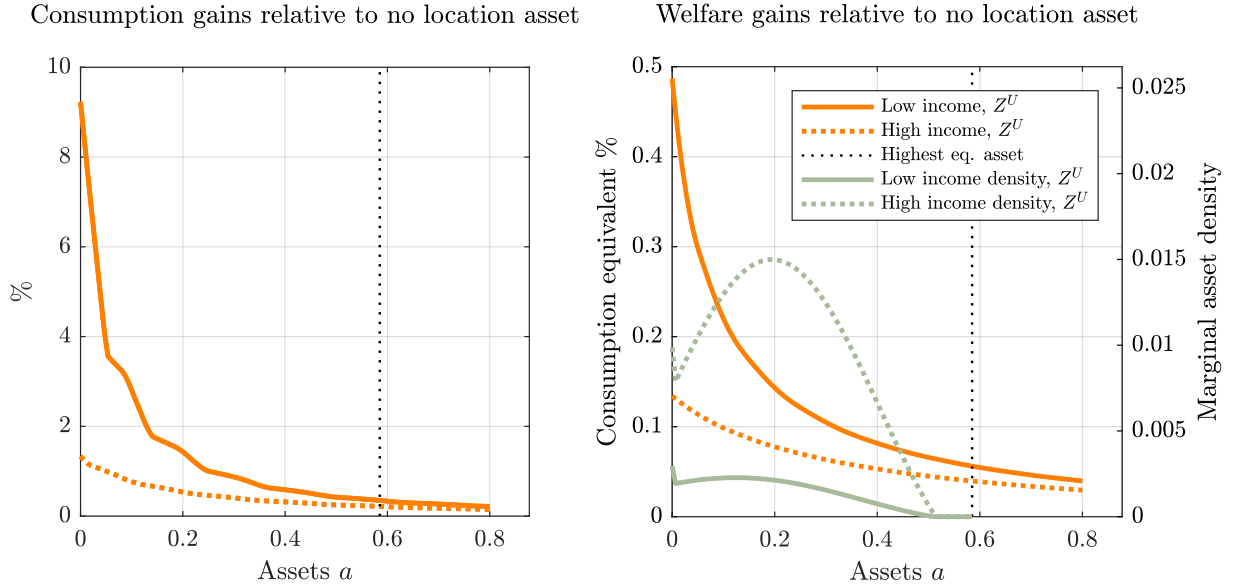 Consumption gains relative to no location asset
10
8
6
4
2
0
%
0
0.2
0.4
0.6
0.8
Assets a
Welfare gains relative to no location asset
0.5
0.4
0.3
0.2
0.1
0
Consumption equivalent %
Low income, Z^U
High income, Z^U
Highest eq. asset
Low income density, Z^U
High income density, Z^U
0.025
0.02
0.015
0.01
0.005
0
Marginal asset density
0
0.2
0.4
0.6
0.8
Assets a